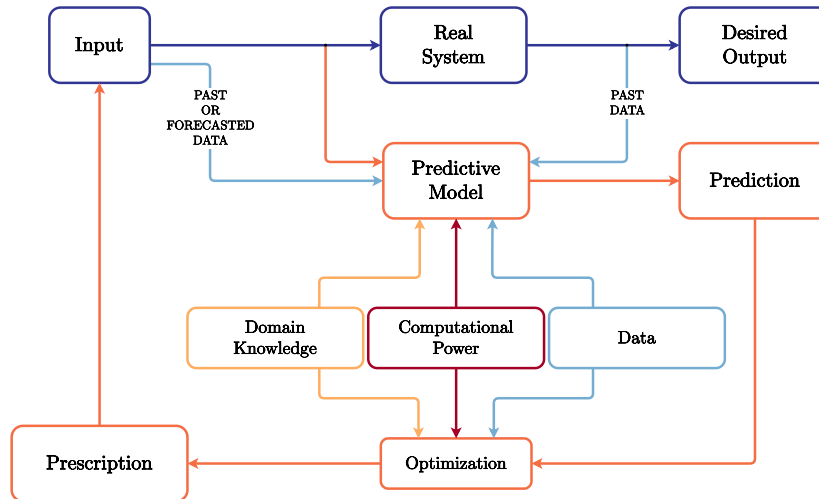 Input
Real
System
Desired
Output
PAST
OR
FORECASTED
DATA
PAST
DATA
Predictive
Model
Prediction
Domain
Knowledge
Computational
Power
Data
Prescription
Optimization